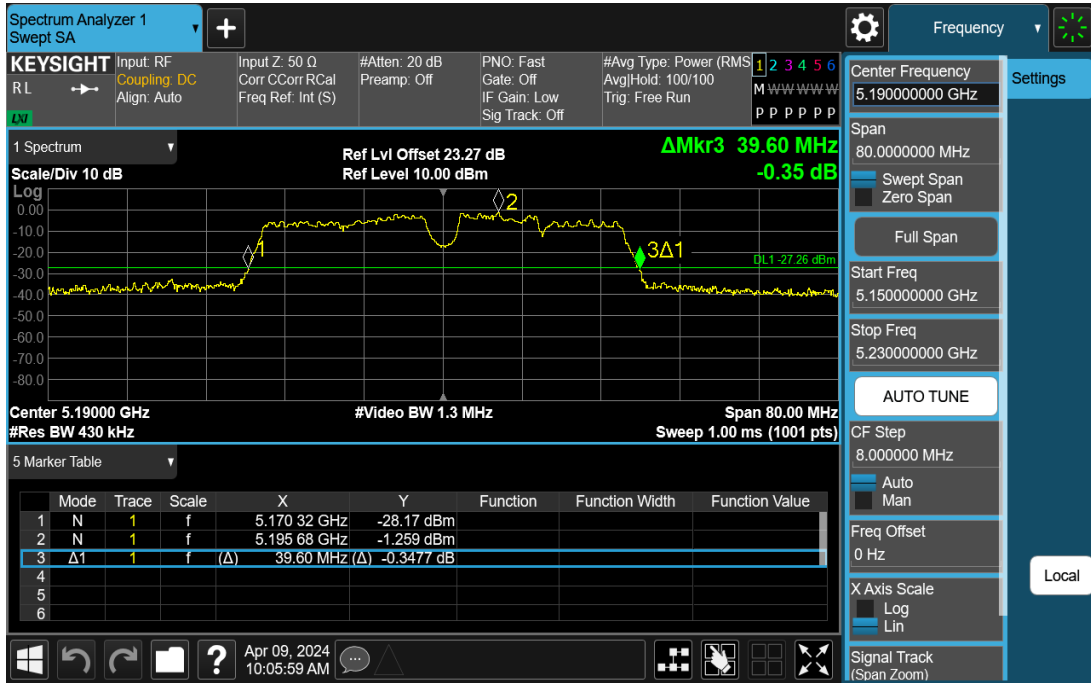 Spectrum Analyzer 1
Swept SA
▼
+
Frequency
▼
KEYSIGHT
RL
LXI
Input: RF
Coupling: DC
Align: Auto
Input Z: 50 Ω
Corr CCorr RCal
Freq Ref: Int (S)
#Atten: 20 dB
Preamp: Off
PNO: Fast
Gate: Off
IF Gain: Low
Sig Track: Off
#Avg Type: Power (RMS
Avg|Hold: 100/100
Trig: Free Run
1 2 3 4 5 6
M W W W W W
P P P P P P
1 Spectrum
▼
Scale/Div 10 dB
Ref Lvl Offset 23.27 dB
Ref Level 10.00 dBm
ΔMkr3 39.60 MHz
-0.35 dB
Log
0.00
-10.0
-20.0
-30.0
-40.0
-50.0
-60.0
-70.0
-80.0
1
2
3Δ1
DL1 -27.26 dBm
Center 5.19000 GHz
#Video BW 1.3 MHz
Span 80.00 MHz
#Res BW 430 kHz
Sweep 1.00 ms (1001 pts)
5 Marker Table
▼
Mode Trace Scale X Y Function Function Width Function Value
1 N 1 f 5.170 32 GHz -28.17 dBm
2 N 1 f 5.195 68 GHz -1.259 dBm
3 Δ1 1 f (Δ) 39.60 MHz (Δ) -0.3477 dB
4
5
6
?
Apr 09, 2024
10:05:59 AM
...
Center Frequency
5.190000000 GHz
Span
80.0000000 MHz
Swept Span
Zero Span
Full Span
Start Freq
5.150000000 GHz
Stop Freq
5.230000000 GHz
AUTO TUNE
CF Step
8.000000 MHz
Auto
Man
Freq Offset
0 Hz
X Axis Scale
Log
Lin
Signal Track
(Span Zoom)
Settings
Local